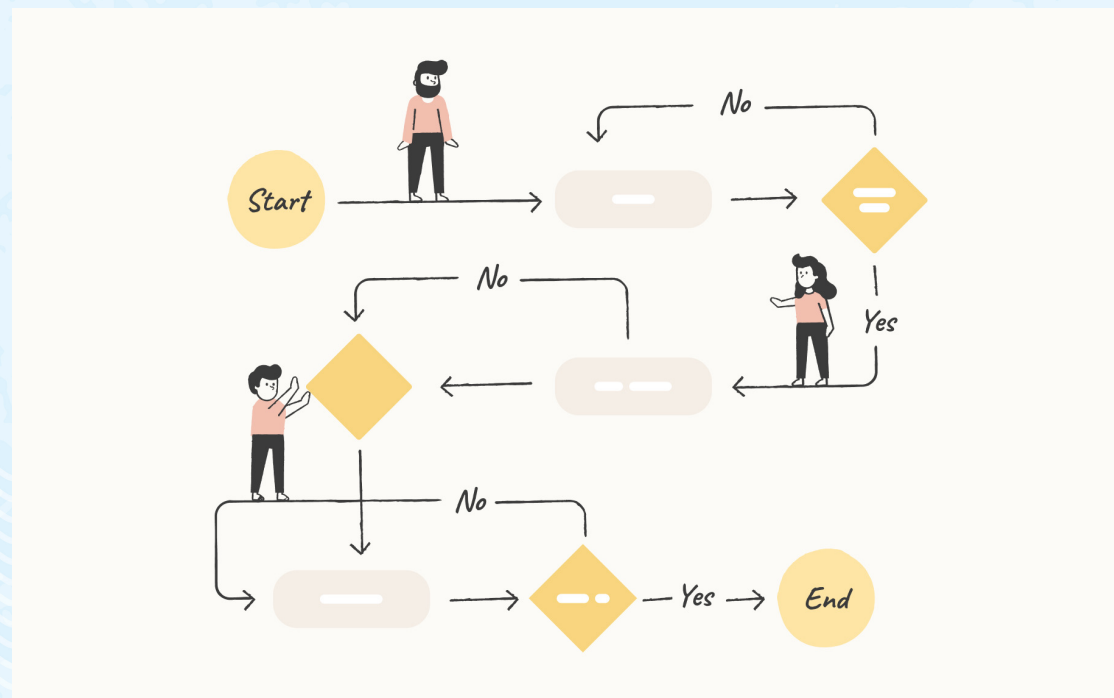 No
Start
No
Yes
No
Yes
End